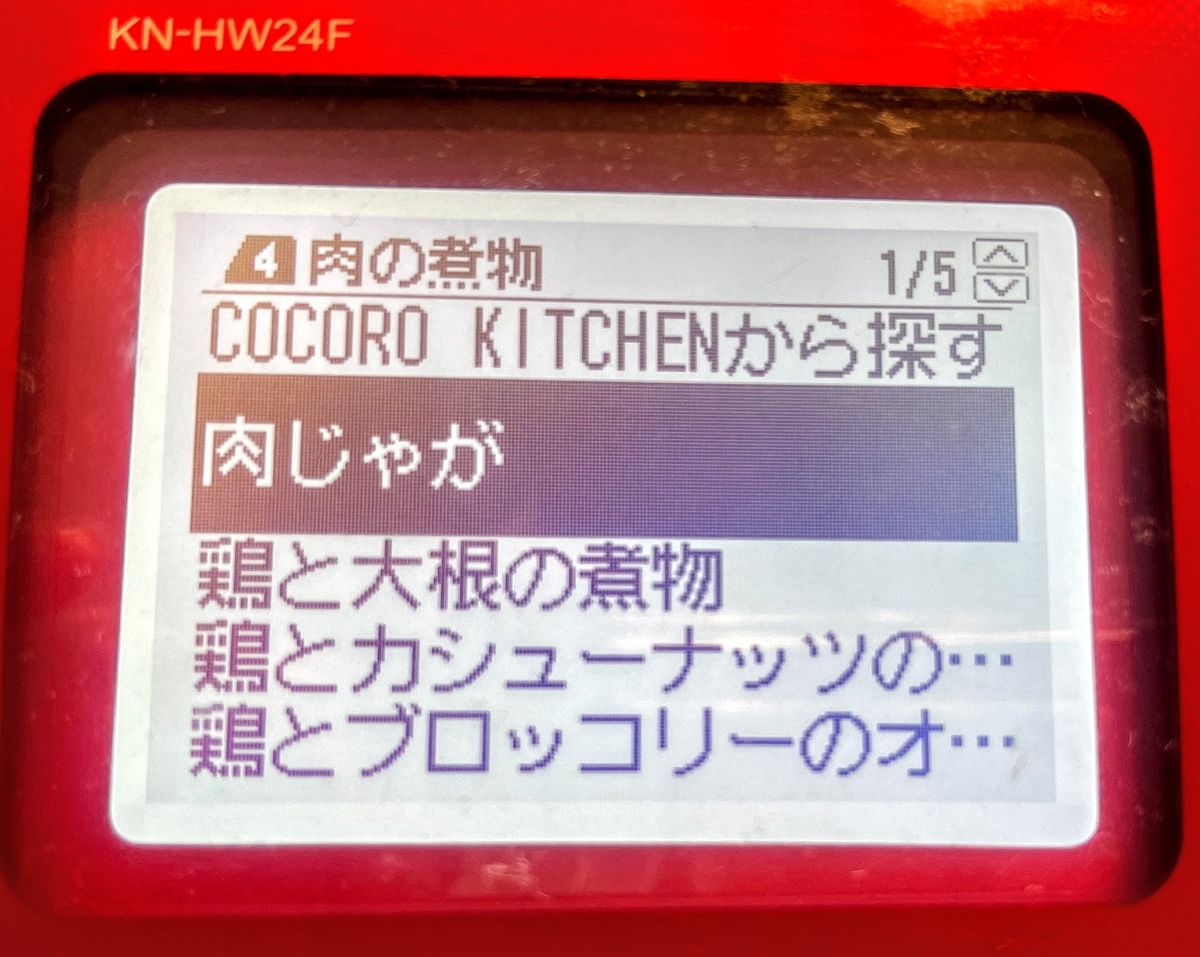 KN-HW24F
4 肉の煮物 1/5
COCORO KITCHENから探す
肉じゃが
鶏と大根の煮物
鶏とカシューナッツの…
鶏とブロッコリーのオ…